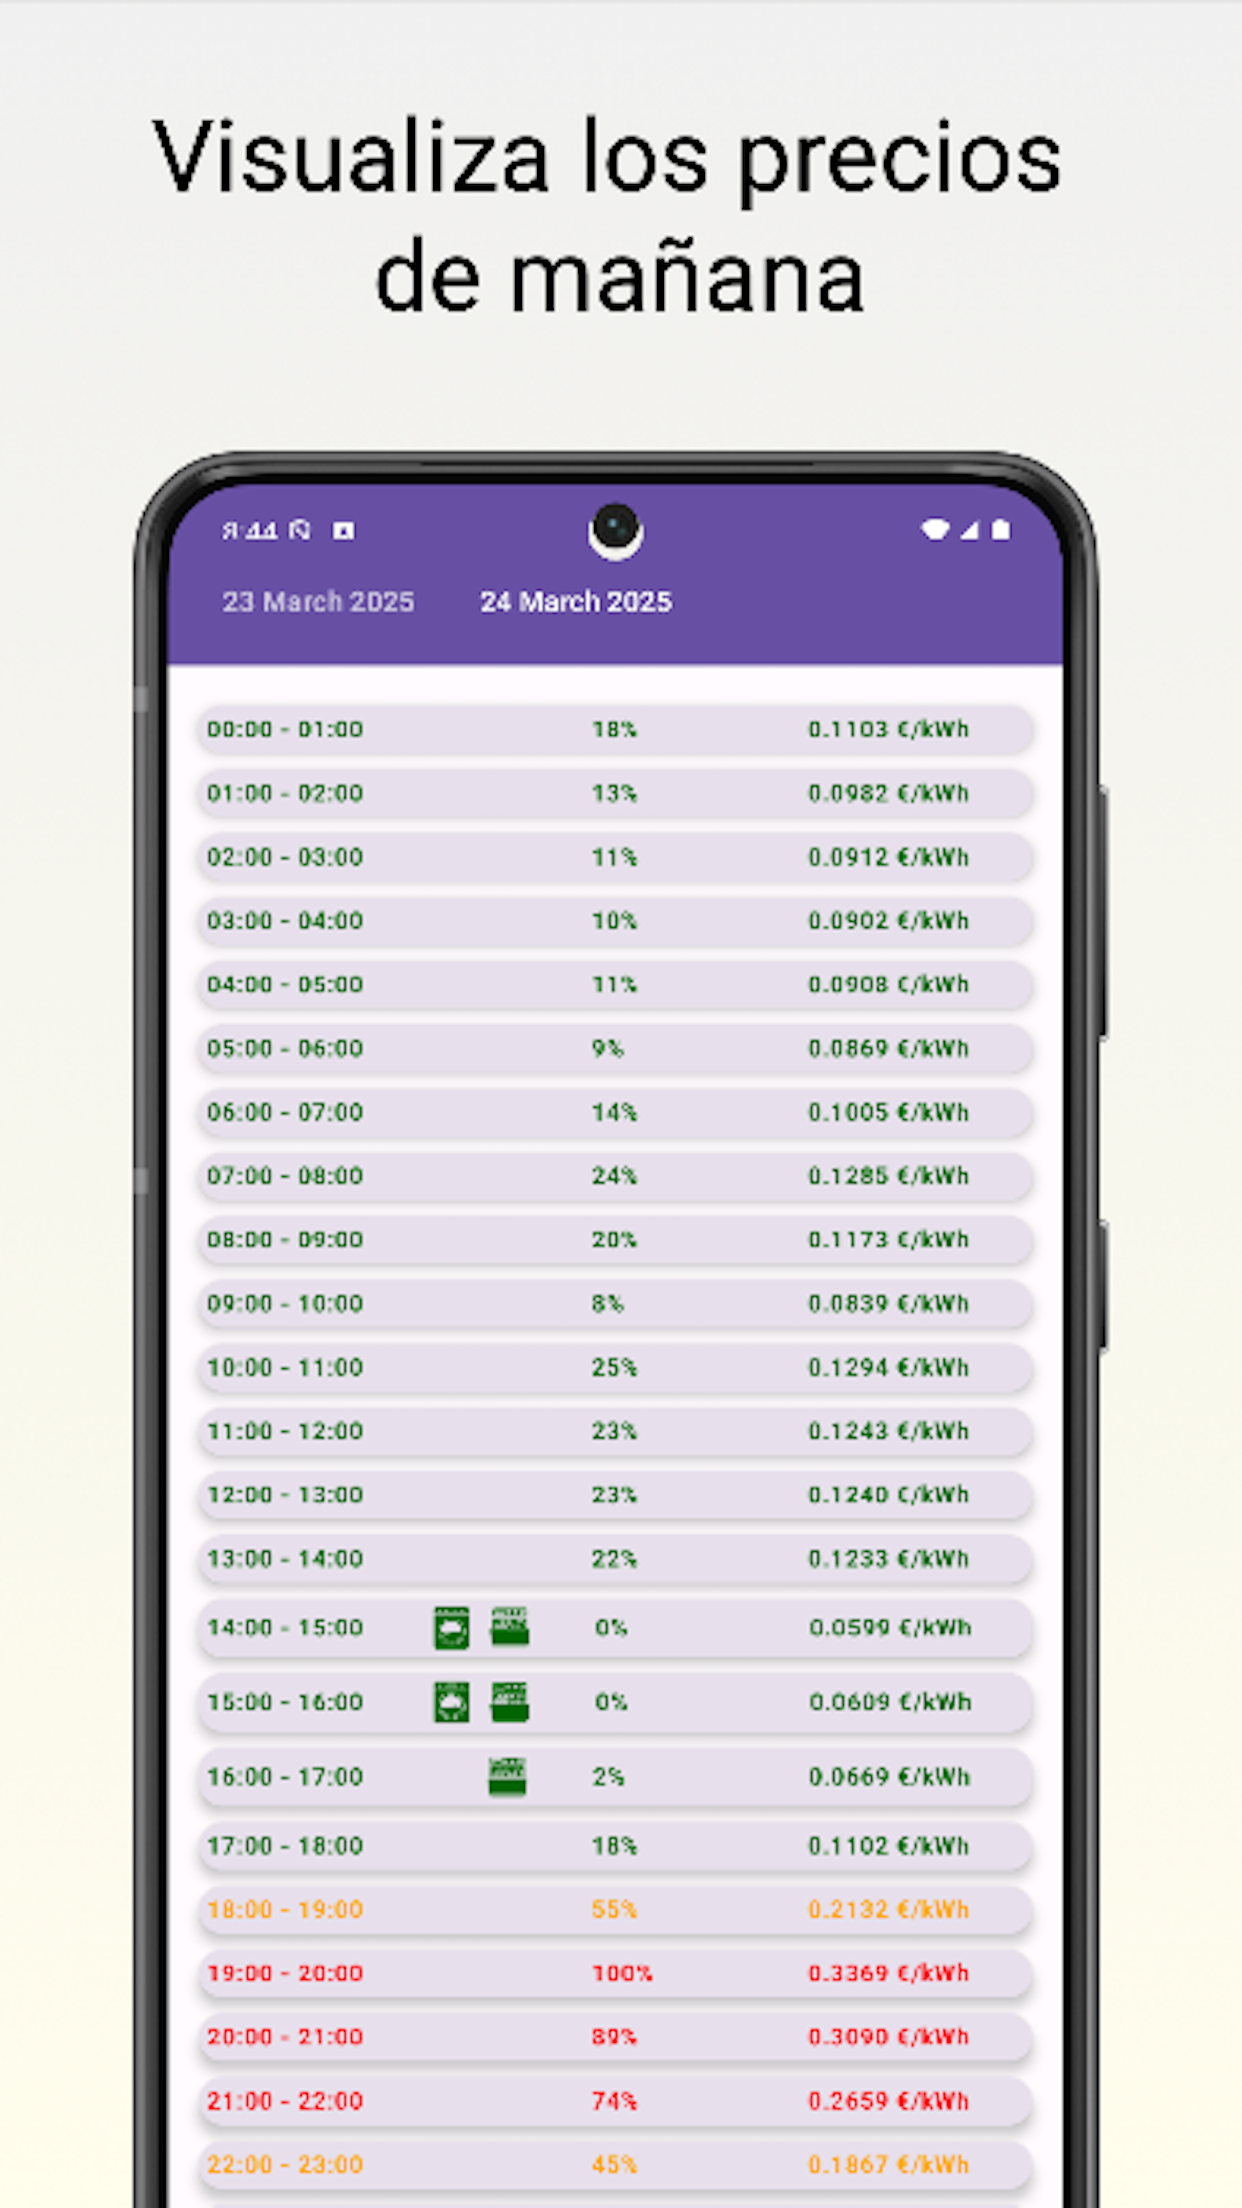 Visualiza los precios
de mañana
23 March 2025 24 March 2025
00:00 - 01:00 18% 0.1103 €/kWh
01:00 - 02:00 13% 0.0982 €/kWh
02:00 - 03:00 11% 0.0912 €/kWh
03:00 - 04:00 10% 0.0902 €/kWh
04:00 - 05:00 11% 0.0908 €/kWh
05:00 - 06:00 9% 0.0869 €/kWh
06:00 - 07:00 14% 0.1005 €/kWh
07:00 - 08:00 24% 0.1285 €/kWh
08:00 - 09:00 20% 0.1173 €/kWh
09:00 - 10:00 8% 0.0839 €/kWh
10:00 - 11:00 25% 0.1294 €/kWh
11:00 - 12:00 23% 0.1243 €/kWh
12:00 - 13:00 23% 0.1240 €/kWh
13:00 - 14:00 22% 0.1233 €/kWh
14:00 - 15:00 0% 0.0599 €/kWh
15:00 - 16:00 0% 0.0609 €/kWh
16:00 - 17:00 2% 0.0669 €/kWh
17:00 - 18:00 18% 0.1102 €/kWh
18:00 - 19:00 55% 0.2132 €/kWh
19:00 - 20:00 100% 0.3369 €/kWh
20:00 - 21:00 89% 0.3090 €/kWh
21:00 - 22:00 74% 0.2659 €/kWh
22:00 - 23:00 45% 0.1867 €/kWh